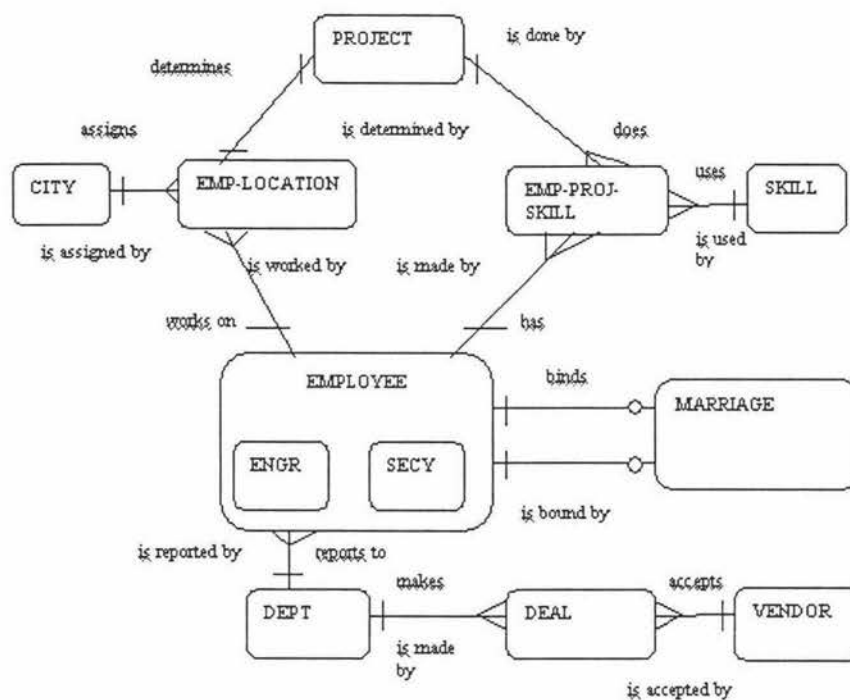 PROJECT
is done by
determines
assigns
is determined by
does
CITY
EMP-LOCATION
EMP-PROJ-
SKILL
uses
SKILL
is assigned by
is worked by
is made by
is used
by
works on
has
EMPLOYEE
binds
MARRIAGE
ENGR
SECY
is bound by
is reported by
reports to
makes
accepts
DEPT
DEAL
VENDOR
is made
by
is accepted by